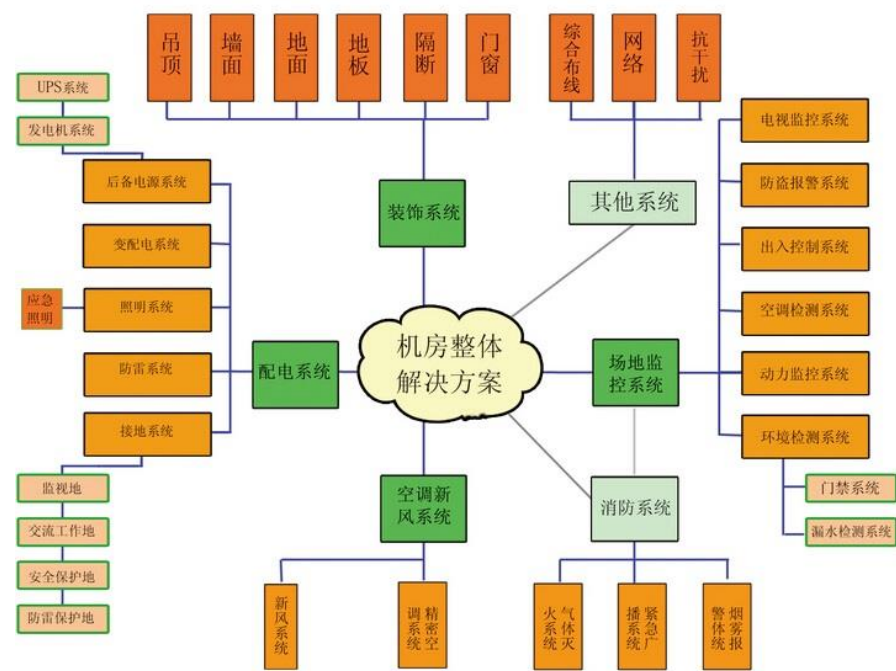 吊顶
墙面
地面
地板
隔断
门窗
综合布线
网络
抗干扰
UPS系统
发电机系统
后备电源系统
变配电系统
应急
照明
照明系统
防雷系统
接地系统
监视地
交流工作地
安全保护地
防雷保护地
配电系统
装饰系统
其他系统
机房整体
解决方案
场地监
控系统
电视监控系统
防盗报警系统
出入控制系统
空调检测系统
动力监控系统
环境检测系统
门禁系统
漏水检测系统
空调新
风系统
消防系统
新风系统
精密空
调系统
气体灭
火系统
紧急广
播系统
烟雾报
警体统